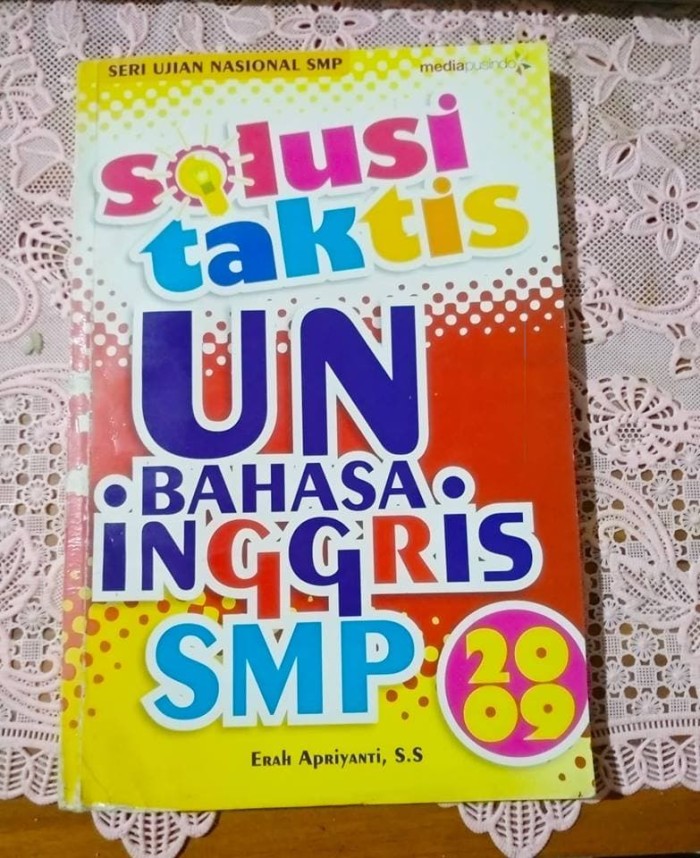 SERI UJIAN NASIONAL SMP
mediapusindo
solusi
taktis
UN
BAHASA
iNGGRiS
SMP
20
09
Erah Apriyanti, S.S